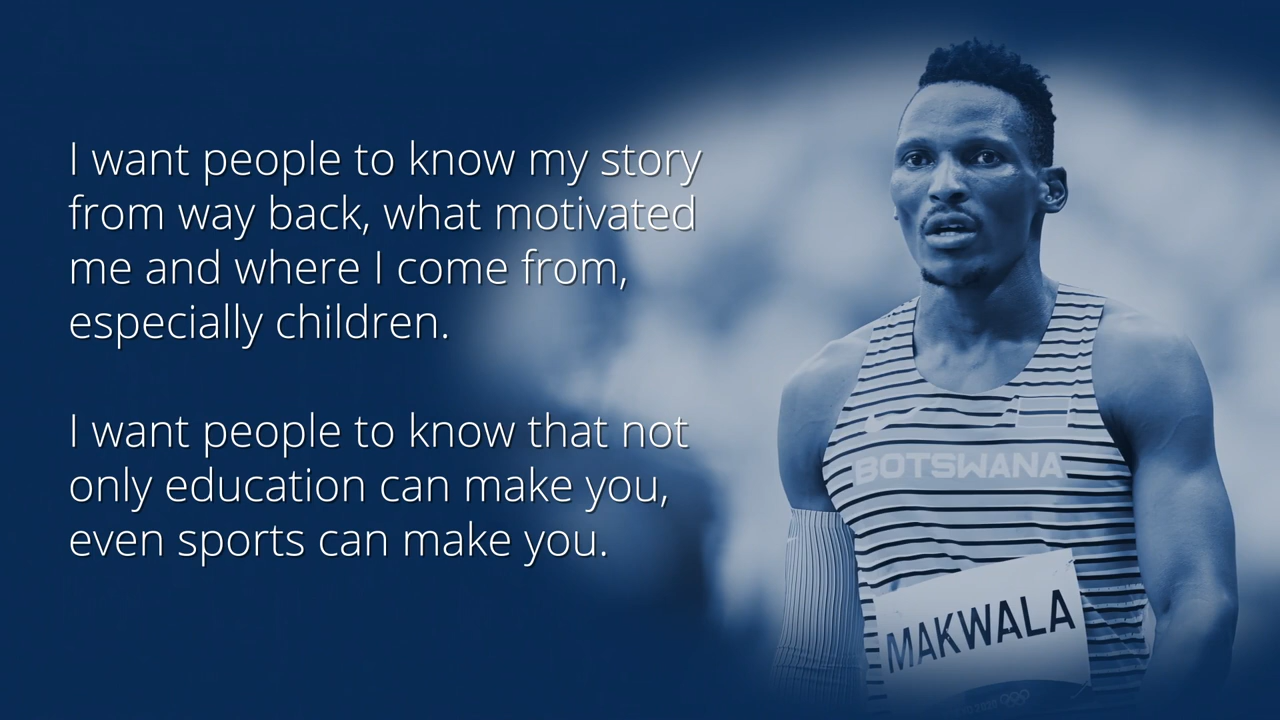 I want people to know my story
from way back, what motivated
me and where I come from,
especially children.
I want people to know that not
only education can make you,
even sports can make you.
BOTSWANA
MAKWALA